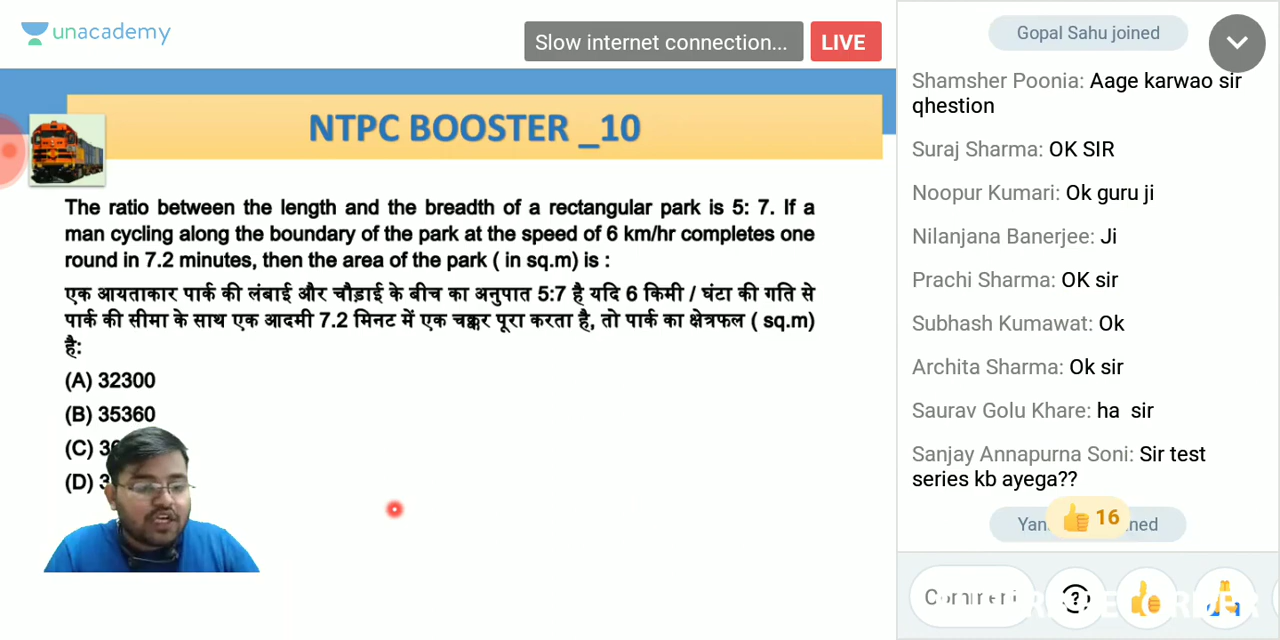 unacademy
Slow internet connection...
LIVE
NTPC BOOSTER _10
The ratio between the length and the breadth of a rectangular park is 5: 7. If a
man cycling along the boundary of the park at the speed of 6 km/hr completes one
round in 7.2 minutes, then the area of the park ( in sq.m) is :
एक आयताकार पार्क की लंबाई और चौड़ाई के बीच का अनुपात 5:7 है यदि 6 किमी / घंटा की गति से
पार्क की सीमा के साथ एक आदमी 7.2 मिनट में एक चक्कर पूरा करता है, तो पार्क का क्षेत्रफल ( sq.m)
है:
(A) 32300
(B) 35360
(C)
(D)
Gopal Sahu joined
Shamsher Poonia: Aage karwao sir
qhestion
Suraj Sharma: OK SIR
Noopur Kumari: Ok guru ji
Nilanjana Banerjee: Ji
Prachi Sharma: OK sir
Subhash Kumawat: Ok
Archita Sharma: Ok sir
Saurav Golu Khare: ha sir
Sanjay Annapurna Soni: Sir test
series kb ayega??
16